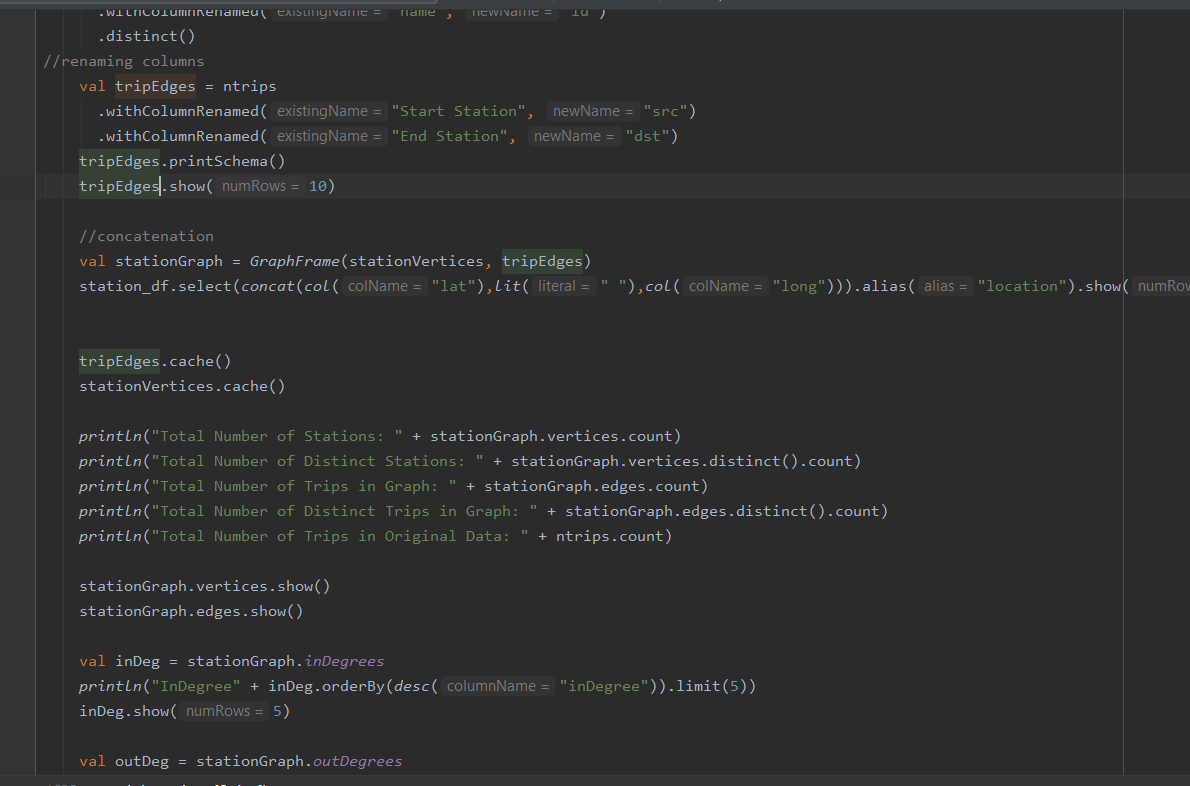 .withColumnRenamed( existingName = "name", newName = "id")
.distinct()
//renaming columns
val tripEdges = ntrips
.withColumnRenamed( existingName = "Start Station", newName = "src")
.withColumnRenamed( existingName = "End Station", newName = "dst")
tripEdges.printSchema()
tripEdges.show( numRows = 10)
//concatenation
val stationGraph = GraphFrame(stationVertices, tripEdges)
station_df.select(concat(col( colName = "lat"),lit( literal = " "),col( colName = "long"))).alias( alias = "location").show(
tripEdges.cache()
stationVertices.cache()
println("Total Number of Stations: " + stationGraph.vertices.count)
println("Total Number of Distinct Stations: " + stationGraph.vertices.distinct().count)
println("Total Number of Trips in Graph: " + stationGraph.edges.count)
println("Total Number of Distinct Trips in Graph: " + stationGraph.edges.distinct().count)
println("Total Number of Trips in Original Data: " + ntrips.count)
stationGraph.vertices.show()
stationGraph.edges.show()
val inDeg = stationGraph.inDegrees
println("InDegree" + inDeg.orderBy(desc( columnName = "inDegree")).limit(5))
inDeg.show( numRows = 5)
val outDeg = stationGraph.outDegrees